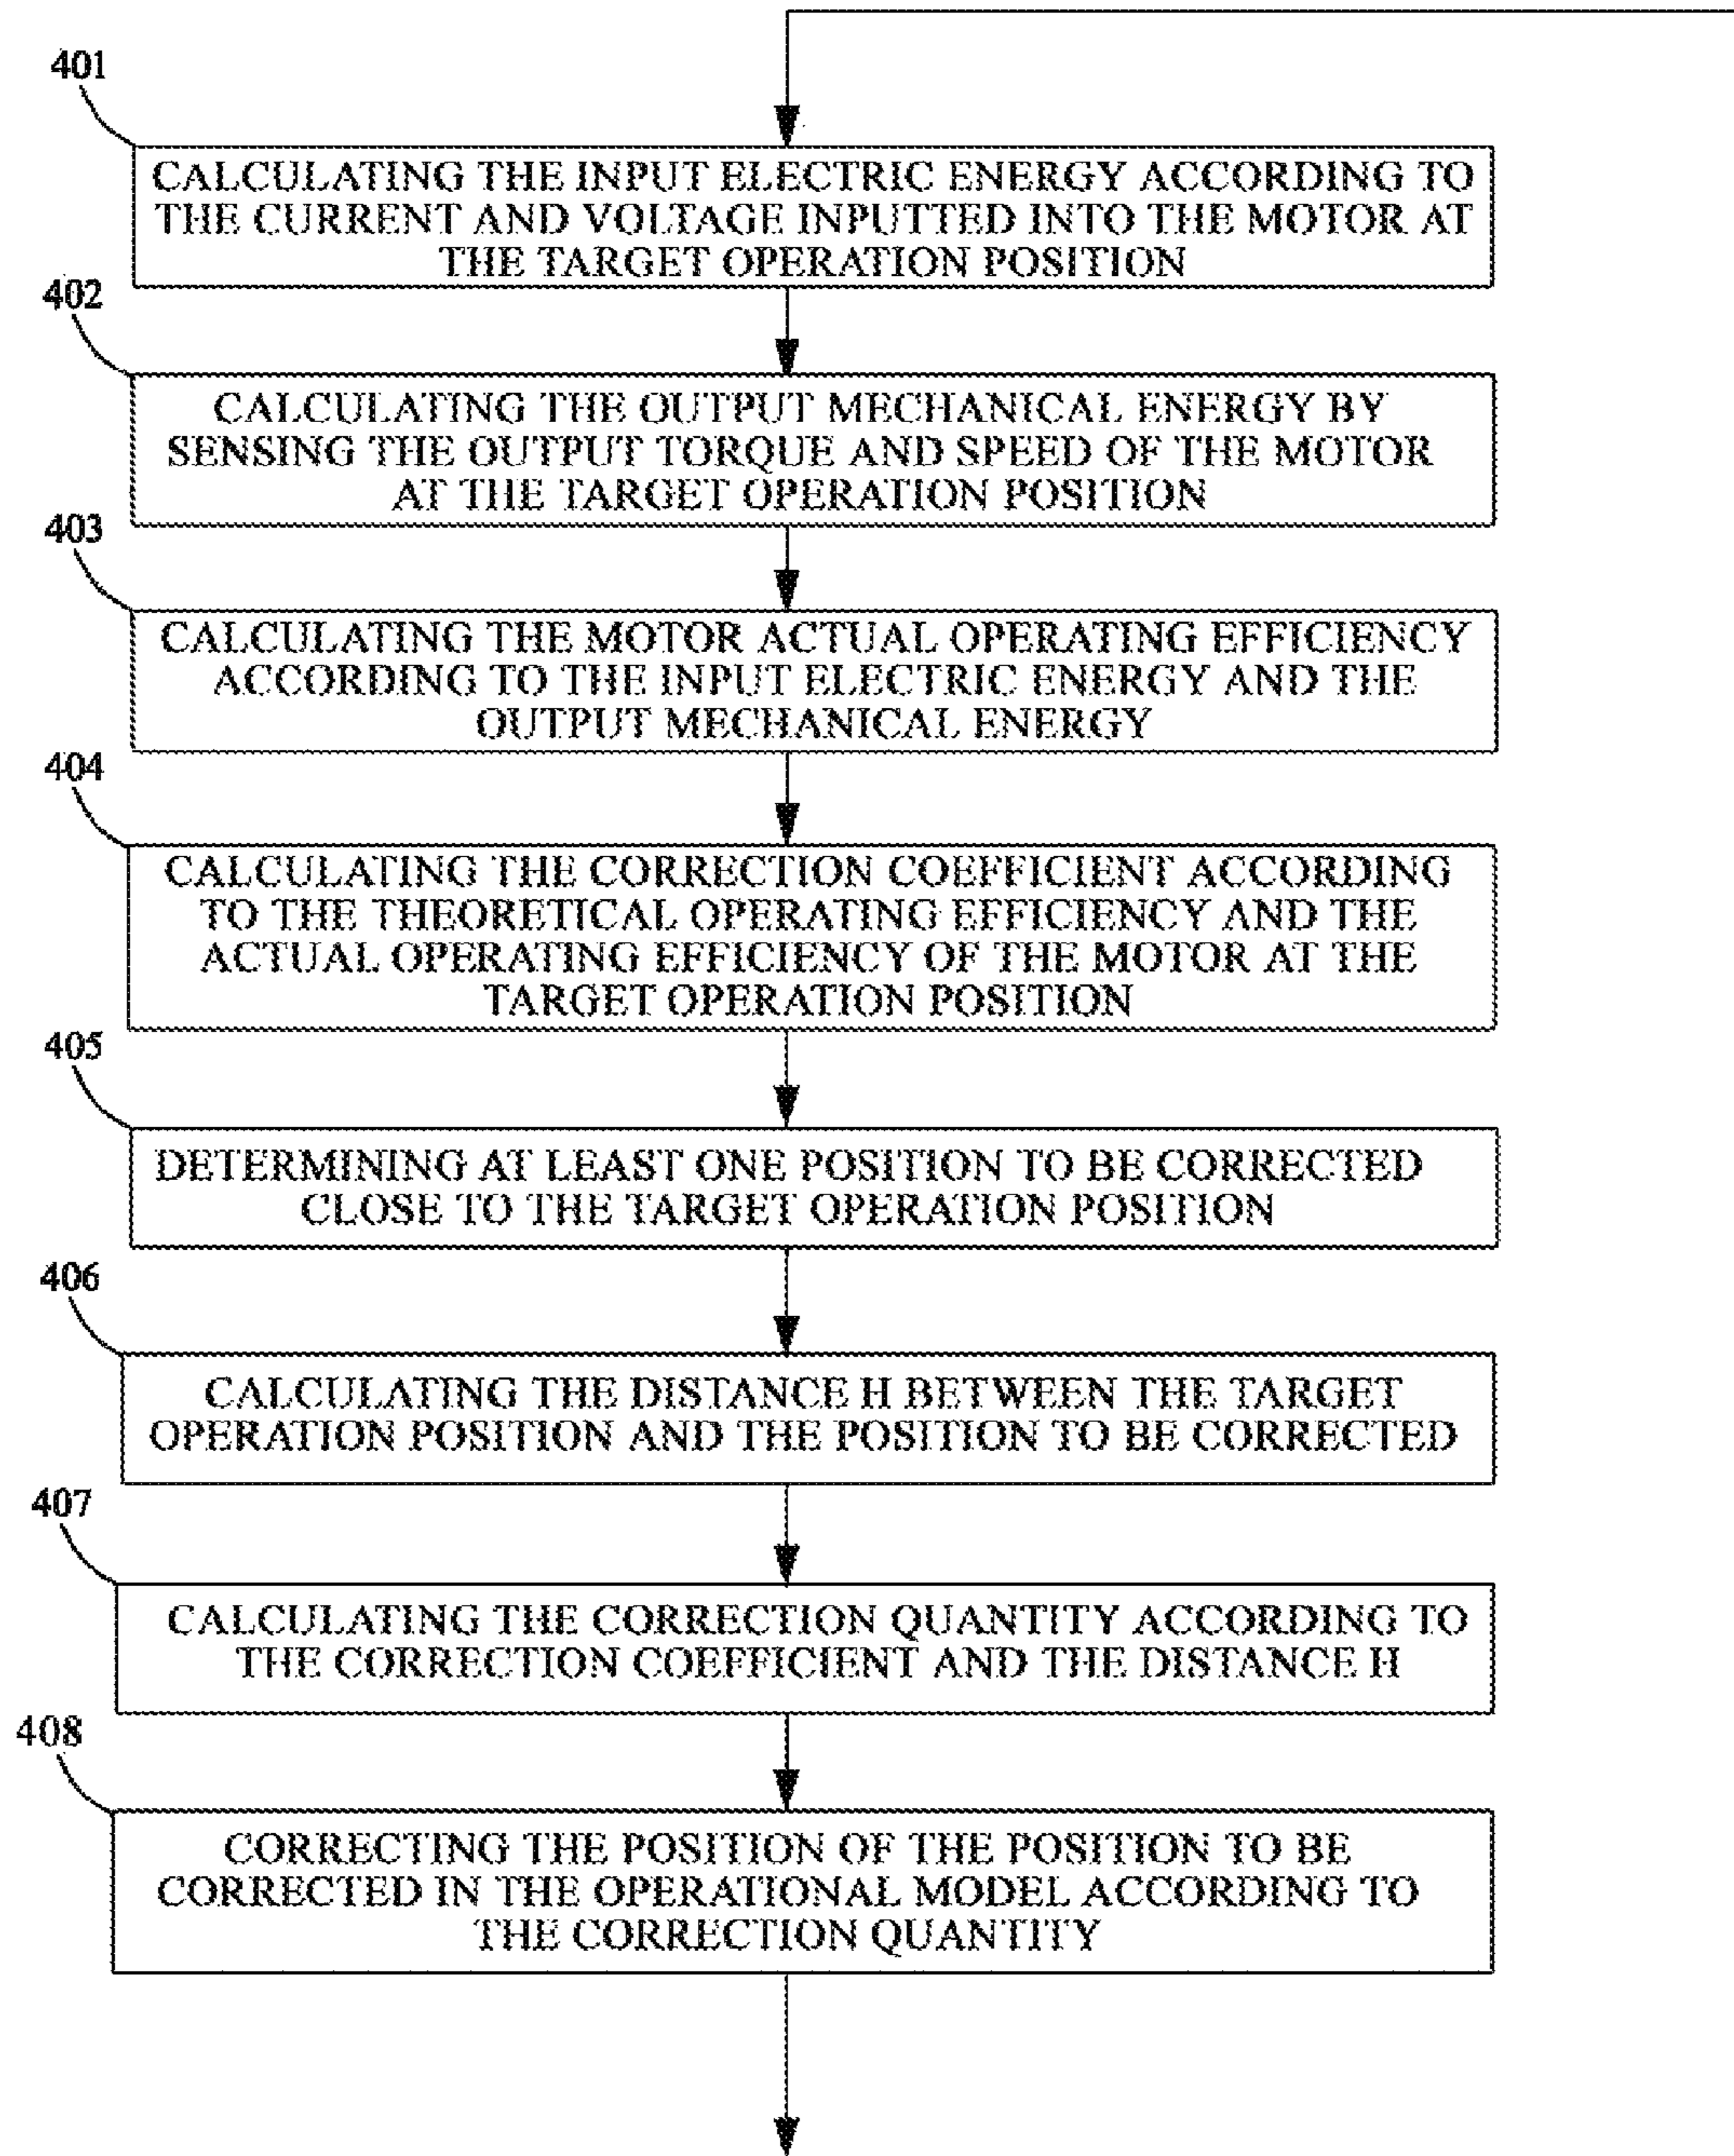 401
CALCULATING THE INPUT ELECTRIC ENERGY ACCORDING TO
THE CURRENT AND VOLTAGE INPUTTED INTO THE MOTOR AT
THE TARGET OPERATION POSITION
402
CALCULATING THE OUTPUT MECHANICAL ENERGY BY
SENSING THE OUTPUT TORQUE AND SPEED OF THE MOTOR
AT THE TARGET OPERATION POSITION
403
CALCULATING THE MOTOR ACTUAL OPERATING EFFICIENCY
ACCORDING TO THE INPUT ELECTRIC ENERGY AND THE
OUTPUT MECHANICAL ENERGY
404
CALCULATING THE CORRECTION COEFFICIENT ACCORDING
TO THE THEORETICAL OPERATING EFFICIENCY AND THE
ACTUAL OPERATING EFFICIENCY OF THE MOTOR AT THE
TARGET OPERATION POSITION
405
DETERMINING AT LEAST ONE POSITION TO BE CORRECTED
CLOSE TO THE TARGET OPERATION POSITION
406
CALCULATING THE DISTANCE H BETWEEN THE TARGET
OPERATION POSITION AND THE POSITION TO BE CORRECTED
407
CALCULATING THE CORRECTION QUANTITY ACCORDING TO
THE CORRECTION COEFFICIENT AND THE DISTANCE H
408
CORRECTING THE POSITION OF THE POSITION TO BE
CORRECTED IN THE OPERATIONAL MODEL ACCORDING TO
THE CORRECTION QUANTITY